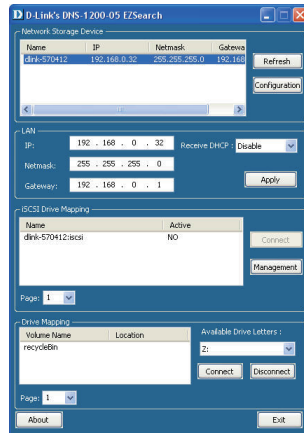 D-Link's DNS-1200-05 EZSearch
Network Storage Device
Name IP Netmask Gatewa
dlink-570412 192.168.0.32 255.255.255.0 192.168
Refresh
Configuration
LAN
IP: 192 . 168 . 0 . 32 Receive DHCP : Disable
Netmask: 255 . 255 . 255 . 0
Gateway: 192 . 168 . 0 . 1
Apply
iSCSI Drive Mapping
Name Active
dlink-570412:iscsi NO
Connect
Management
Page: 1
Drive Mapping
Volume Name Location Available Drive Letters :
recycleBin Z:
Connect Disconnect
Page: 1
About Exit